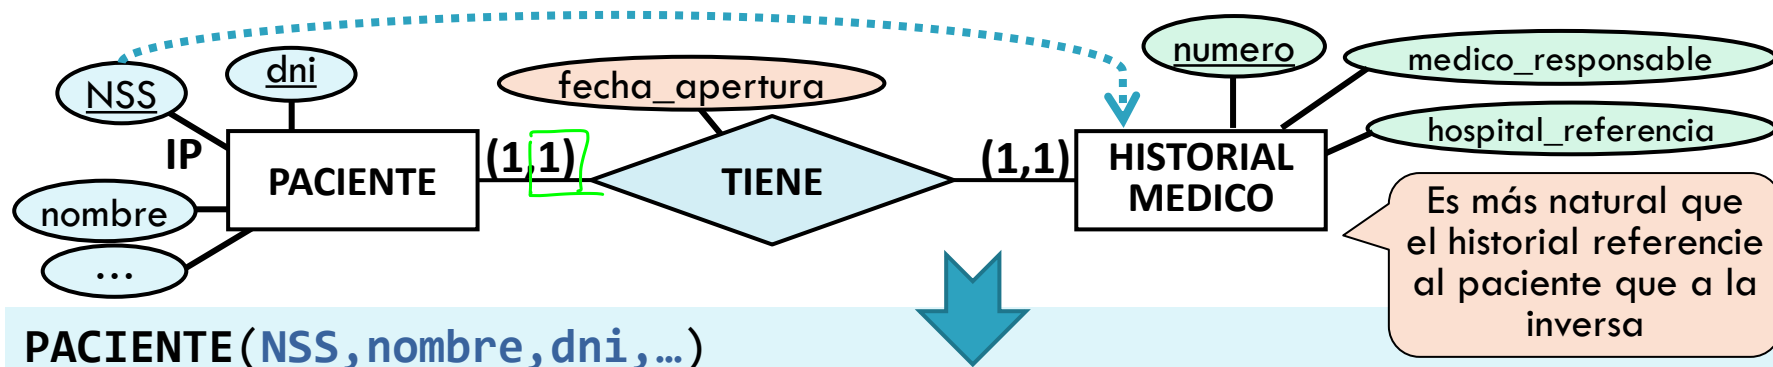 NSS
dni
fecha_apertura
numero
medico_responsable
hospital_referencia
IP
PACIENTE
(1,1)
TIENE
(1,1)
HISTORIAL
MEDICO
nombre
...
Es más natural que
el historial referencie
al paciente que a la
inversa
PACIENTE(NSS,nombre,dni,…)